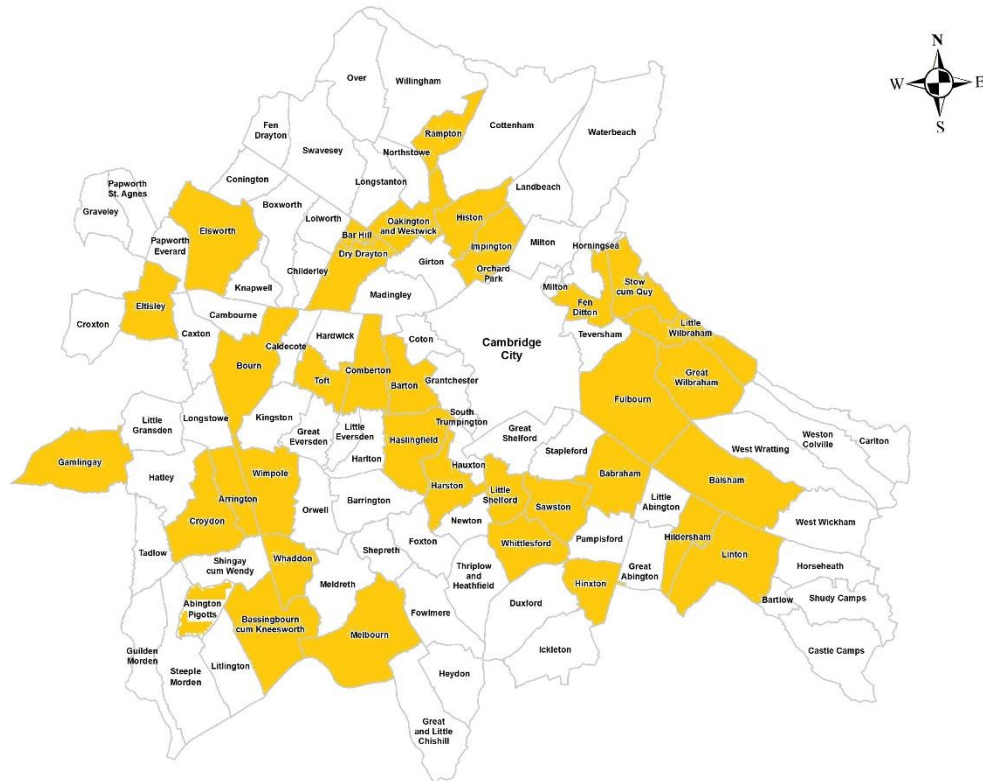 N
W
E
S
Over
Willingham
Rampton
Cottenham
Waterbeach
Fen
Drayton
Swavesey
Northstowe
Longstanton
Landbeach
Conington
Papworth
St. Agnes
Graveley
Boxworth
Lolworth
Oakington
and Westwick
Histon
Bar Hill
Elsworth
Papworth
Everard
Dry Drayton
Impington
Milton
Horningsea
Girton
Orchard
Park
Childerley
Knapwell
Madingley
Milton
Stow
cum Quy
Eltisley
Fen
Ditton
Cambourne
Croxton
Caxton
Caldecote
Hardwick
Coton
Cambridge
City
Teversham
Little
Wilbraham
Bourn
Toft
Comberton
Barton
Grantchester
Great
Wilbraham
Fulbourn
Little
Gransden
Longstowe
Kingston
Great
Eversden
Little
Eversden
South
Trumpington
Haslingfield
Great
Shelford
Stapleford
West Wratting
Weston
Colville
Carlton
Gamlingay
Hatley
Wimpole
Harlton
Hauxton
Arrington
Harston
Little
Shelford
Babraham
Balsham
Little
Abington
Orwell
Barrington
Croydon
Newton
Sawston
West Wickham
Pampisford
Hildersham
Linton
Foxton
Whittlesford
Tadlow
Shingay
cum Wendy
Whaddon
Shepreth
Thriplow
and
Heathfield
Great
Abington
Horseheath
Meldreth
Hinxton
Bartlow
Shudy Camps
Abington
Pigotts
Bassingbourn
cum Kneesworth
Fowlmere
Duxford
Melbourn
Ickleton
Guilden
Morden
Steeple
Morden
Litlington
Castle Camps
Heydon
Great
and Little
Chishill